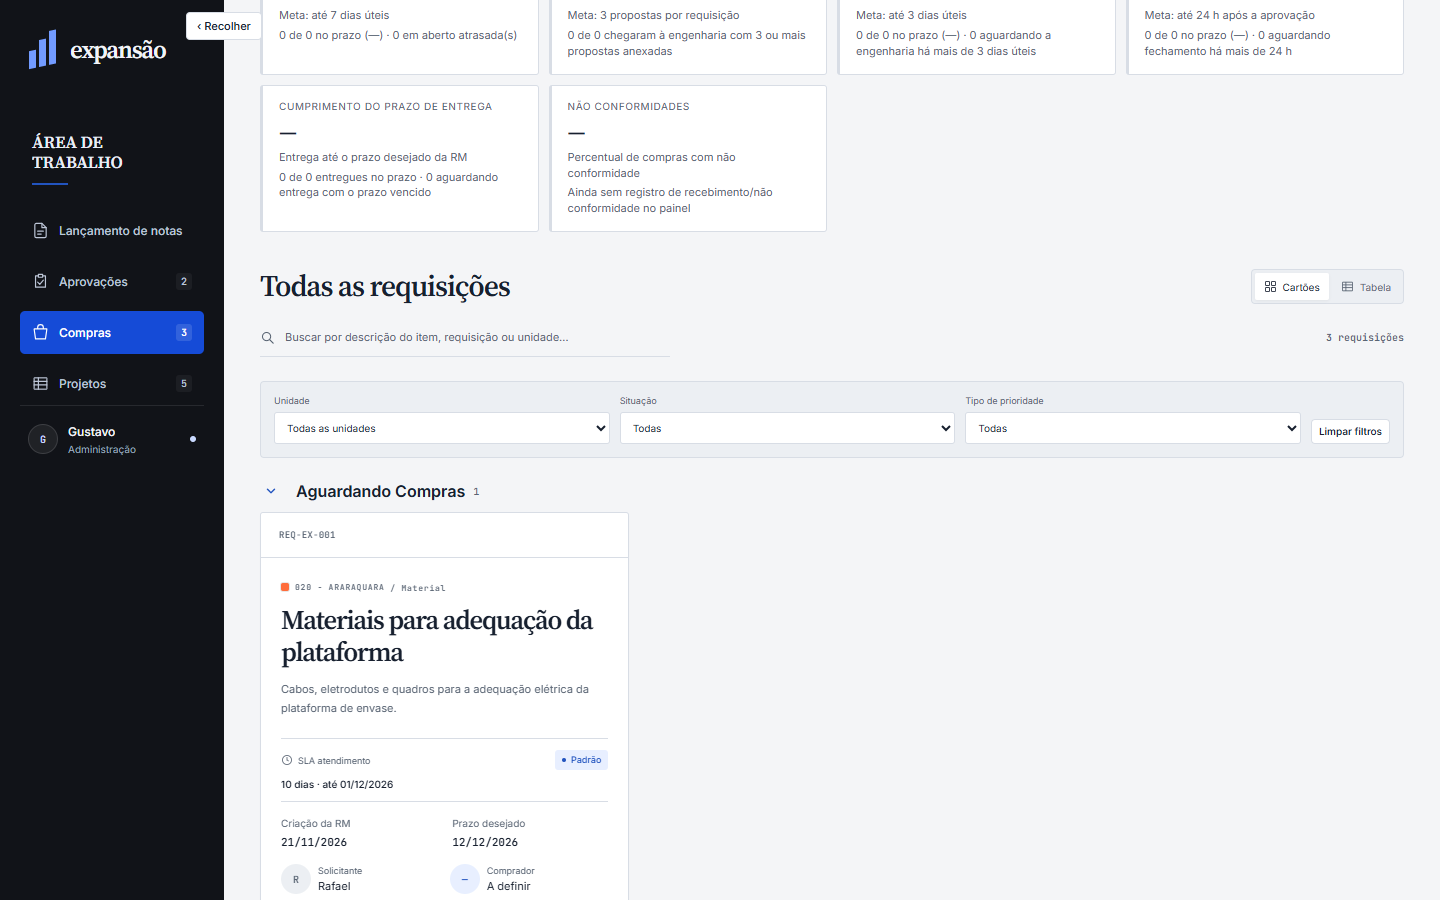 ‹ Recolher
expansão
ÁREA DE
TRABALHO
Lançamento de notas
Aprovações 2
Compras 3
Projetos 5
G
Gustavo
Administração
Meta: até 7 dias úteis
0 de 0 no prazo (—) · 0 em aberto atrasada(s)
Meta: 3 propostas por requisição
0 de 0 chegaram à engenharia com 3 ou mais
propostas anexadas
Meta: até 3 dias úteis
0 de 0 no prazo (—) · 0 aguardando a
engenharia há mais de 3 dias úteis
Meta: até 24 h após a aprovação
0 de 0 no prazo (—) · 0 aguardando
fechamento há mais de 24 h
CUMPRIMENTO DO PRAZO DE ENTREGA
—
Entrega até o prazo desejado da RM
0 de 0 entregues no prazo · 0 aguardando
entrega com o prazo vencido
NÃO CONFORMIDADES
—
Percentual de compras com não
conformidade
Ainda sem registro de recebimento/não
conformidade no painel
Todas as requisições
Cartões
Tabela
Buscar por descrição do item, requisição ou unidade...
3 requisições
Unidade
Todas as unidades
Situação
Todas
Tipo de prioridade
Todas
Limpar filtros
Aguardando Compras 1
REQ-EX-001
020 - ARARAQUARA / Material
Materiais para adequação da
plataforma
Cabos, eletrodutos e quadros para a adequação elétrica da
plataforma de envase.
SLA atendimento
Padrão
10 dias · até 01/12/2026
Criação da RM
21/11/2026
Prazo desejado
12/12/2026
R
Solicitante
Rafael
—
Comprador
A definir